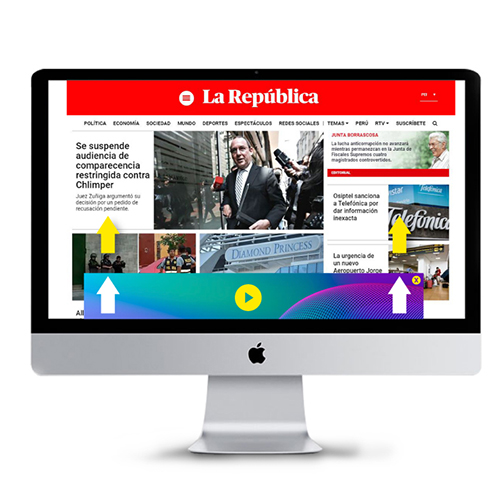 La República
PE
POLÍTICA ECONOMÍA SOCIEDAD MUNDO DEPORTES ESPECTÁCULOS REDES SOCIALES | TEMAS PERÚ RTV SUSCRÍBETE
Se suspende
audiencia de
comparecencia
restringida contra
Chlimper
Juez Zuñiga argumentó su
decisión por un pedido de
recusación pendiente.
JUNTA BORRASCOSA
La lucha anticorrupción no avanzará
mientras permanezcan en la Junta de
Fiscales Supremos cuatro
magistrados controvertidos.
EDITORIAL
Osiptel sanciona
a Telefónica por
dar información
inexacta
Telefónica
Telefónica
DIAMOND PRINCESS
La urgencia de
un nuevo
Aeropuerto Jorge
X
All